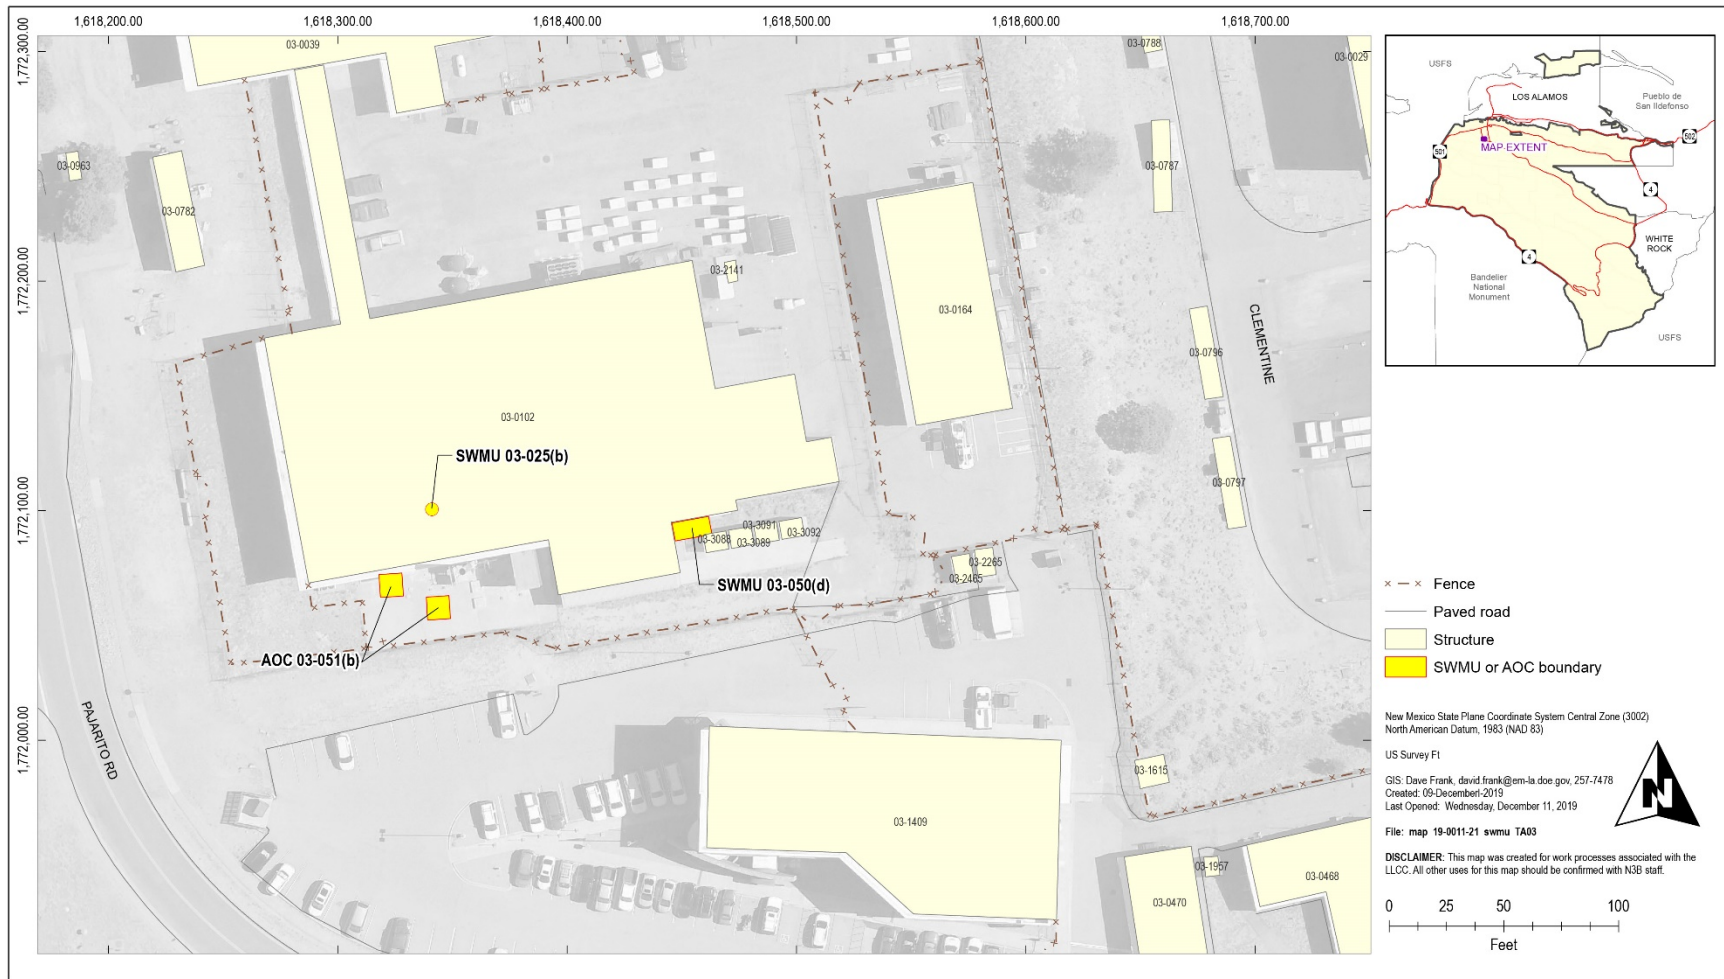 1,618,200.00
1,618,300.00
1,618,400.00
1,618,500.00
1,618,600.00
1,618,700.00
1,772,300.00
1,772,200.00
1,772,100.00
1,772,000.00
03-0039
03-0788
03-0029
03-0963
03-0782
03-0787
03-2141
03-0164
CLEMENTINE
03-0796
03-0102
SWMU 03-025(b)
03-0797
03-3091
03-3092
03-3088
03-3089
SWMU 03-050(d)
03-2265
03-2465
AOC 03-051(b)
PAJARITO RD
03-1615
03-1409
03-1957
03-0468
03-0470
USFS
LOS ALAMOS
Pueblo de
San Ildefonso
502
501
MAP EXTENT
4
WHITE
ROCK
4
Bandelier
National
Monument
USFS
Fence
Paved road
Structure
SWMU or AOC boundary
New Mexico State Plane Coordinate System Central Zone (3002)
North American Datum, 1983 (NAD 83)
US Survey Ft
GIS: Dave Frank, david.frank@em-la.doe.gov, 257-7478
Created: 09-Decemberl-2019
Last Opened: Wednesday, December 11, 2019
File: map 19-0011-21 swmu TA03
DISCLAIMER: This map was created for work processes associated with the
LLCC. All other uses for this map should be confirmed with N3B staff.
N
0 25 50 100
Feet